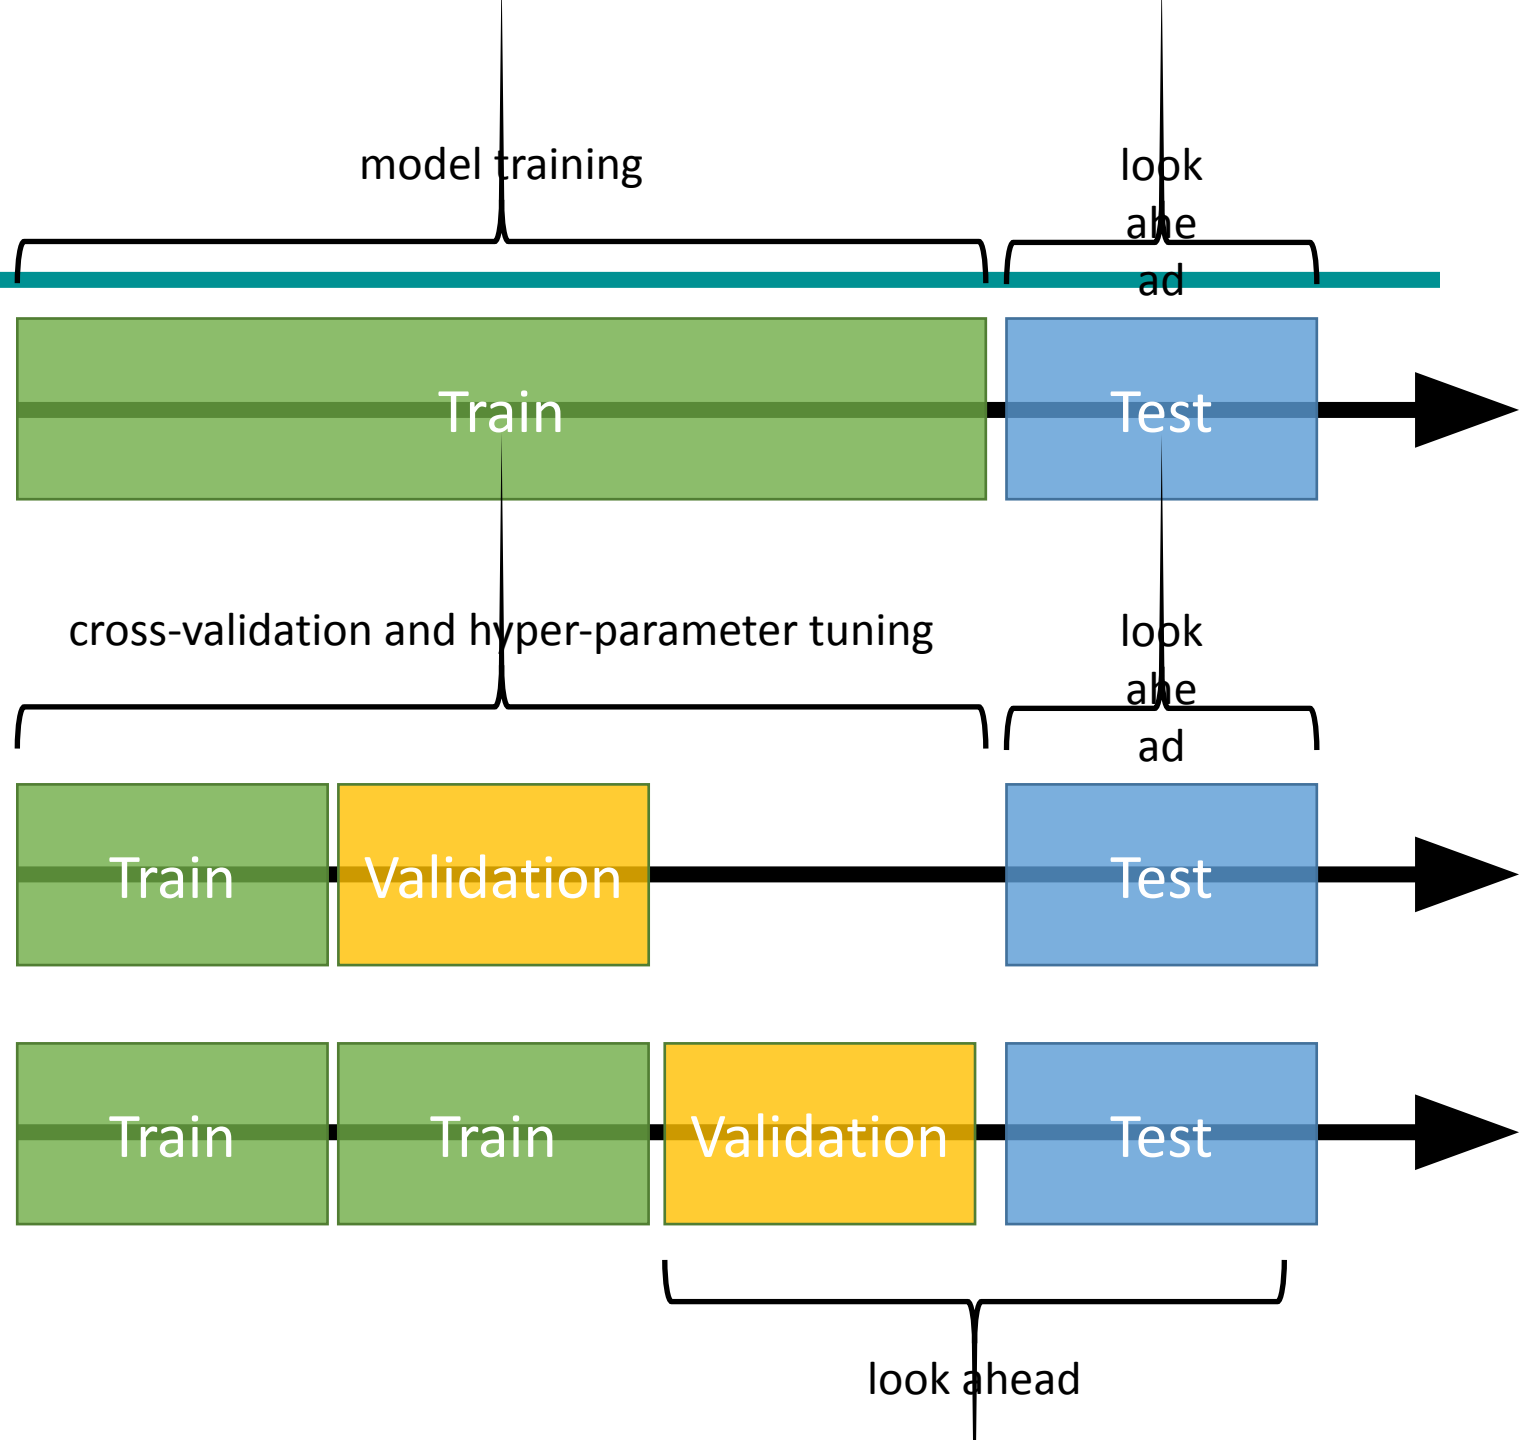 model training
look
ahe
ad
Train
Test
cross-validation and hyper-parameter tuning
look
ahe
ad
Train
Validation
Test
Train
Train
Validation
Test
look ahead